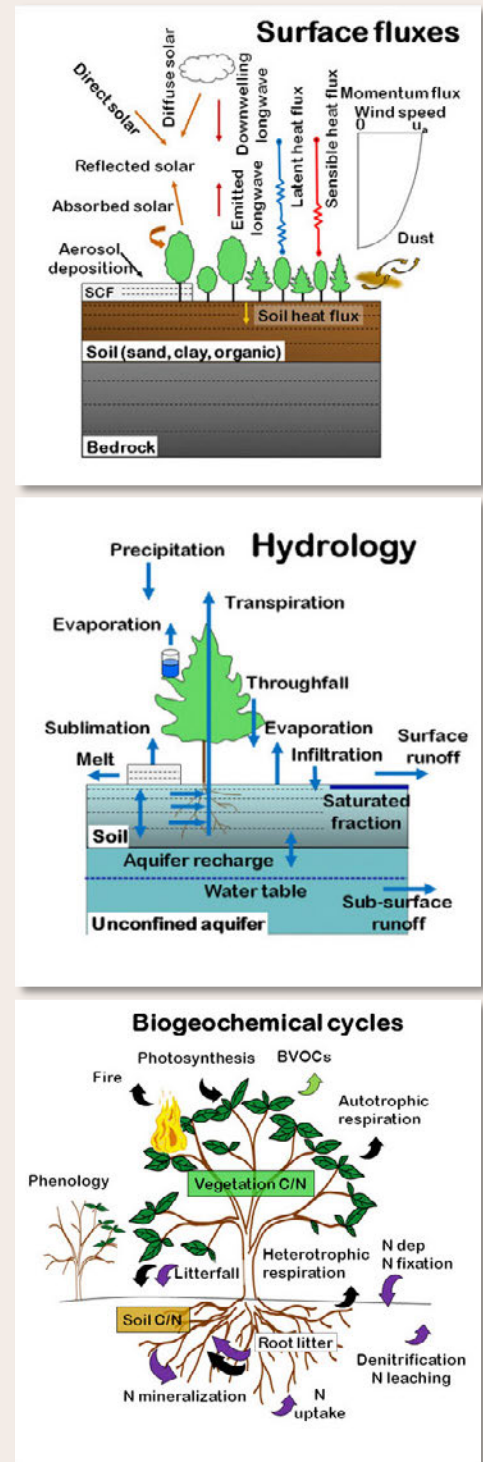 Surface fluxes
Direct solar
Diffuse solar
Downwelling
longwave
Latent heat flux
Sensible heat flux
Momentum flux
Wind speed
0
uₐ
Reflected solar
Absorbed solar
Emitted
longwave
Aerosol
deposition
Dust
SCF
Soil heat flux
Soil (sand, clay, organic)
Bedrock
Hydrology
Precipitation
Transpiration
Evaporation
Throughfall
Sublimation
Evaporation
Melt
Infiltration
Surface
runoff
Saturated
fraction
Soil
Aquifer recharge
Water table
Sub-surface
runoff
Unconfined aquifer
Biogeochemical cycles
Photosynthesis
BVOCs
Fire
Autotrophic
respiration
Phenology
Vegetation C/N
Heterotrophic
respiration
N dep
N fixation
Litterfall
Soil C/N
Root litter
Denitrification
N leaching
N mineralization
N
uptake